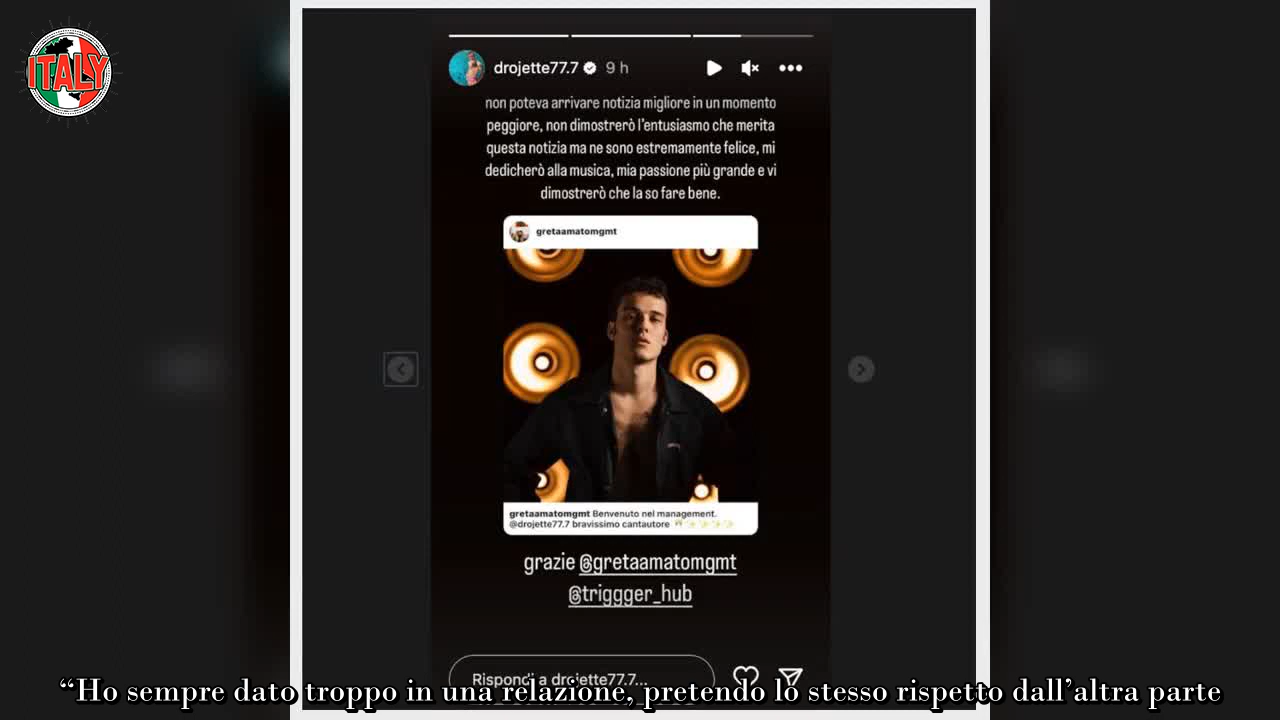 ITALY
drojette77.7 9 h
non poteva arrivare notizia migliore in un momento
peggiore, non dimostrerò l'entusiasmo che merita
questa notizia ma ne sono estremamente felice, mi
dedicherò alla musica, mia passione più grande e vi
dimostrerò che la so fare bene.
gretaamatomgmt
gretaamatomgmt Benvenuto nel management.
@drojette77.7 bravissimo cantautore
grazie @gretaamatomgmt
@triggger_hub
Rispondi a drojette77.7...
“Ho sempre dato troppo in una relazione, pretendo lo stesso rispetto dall’altra parte